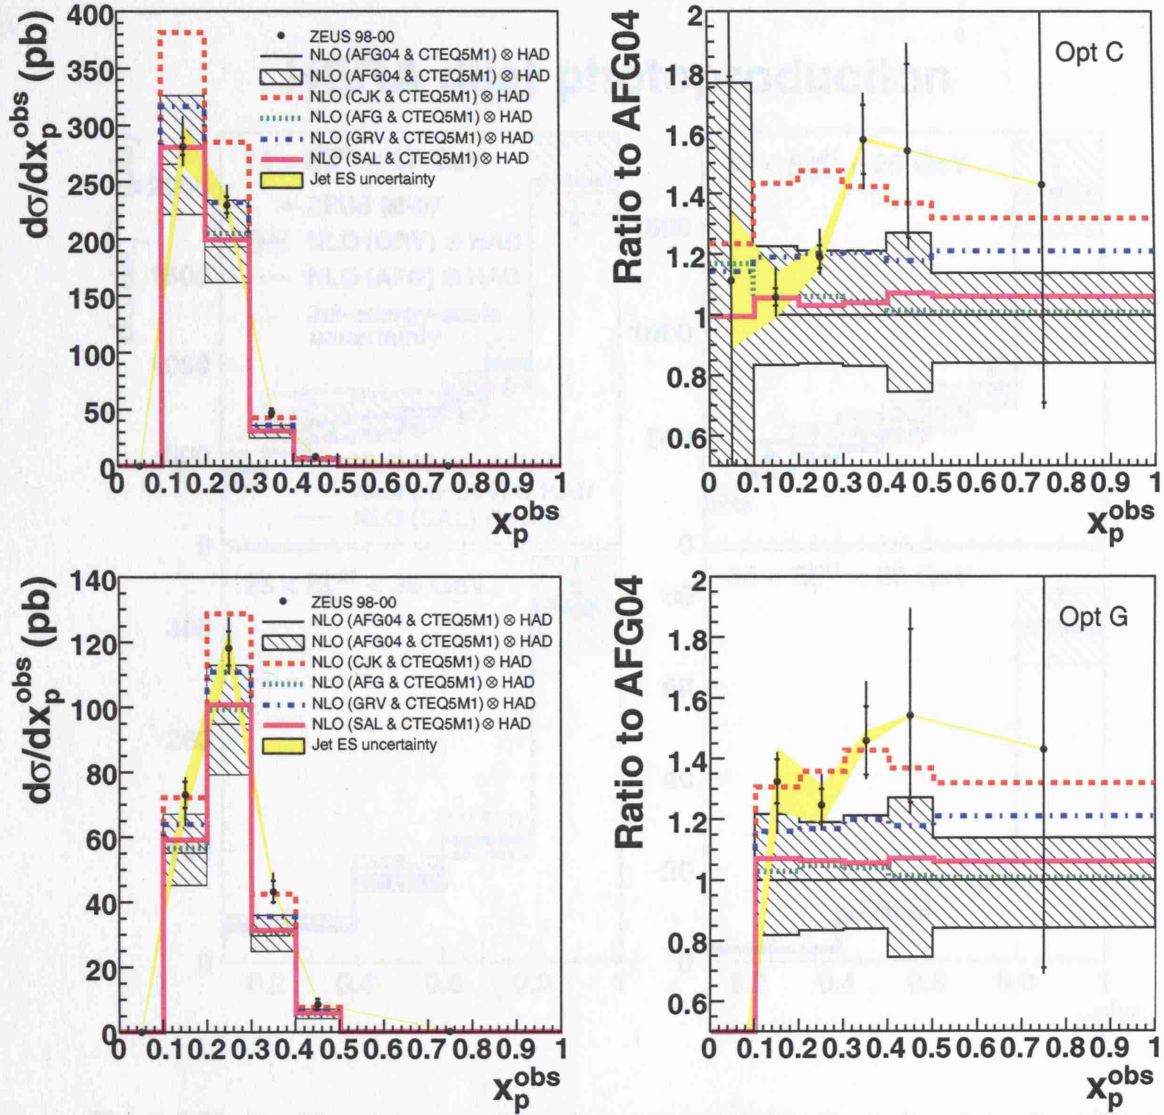 dσ/dx_p^obs (pb)
400
350
300
250
200
150
100
50
0
ZEUS 98-00
NLO (AFG04 & CTEQ5M1) ⊗ HAD
NLO (AFG04 & CTEQ5M1) ⊗ HAD
NLO (CJK & CTEQ5M1) ⊗ HAD
NLO (AFG & CTEQ5M1) ⊗ HAD
NLO (GRV & CTEQ5M1) ⊗ HAD
NLO (SAL & CTEQ5M1) ⊗ HAD
Jet ES uncertainty
0 0.1 0.2 0.3 0.4 0.5 0.6 0.7 0.8 0.9 1
x_p^obs
Ratio to AFG04
Opt C
2
1.8
1.6
1.4
1.2
1
0.8
0.6
0 0.1 0.2 0.3 0.4 0.5 0.6 0.7 0.8 0.9 1
x_p^obs
dσ/dx_p^obs (pb)
140
120
100
80
60
40
20
0
ZEUS 98-00
NLO (AFG04 & CTEQ5M1) ⊗ HAD
NLO (AFG04 & CTEQ5M1) ⊗ HAD
NLO (CJK & CTEQ5M1) ⊗ HAD
NLO (AFG & CTEQ5M1) ⊗ HAD
NLO (GRV & CTEQ5M1) ⊗ HAD
NLO (SAL & CTEQ5M1) ⊗ HAD
Jet ES uncertainty
0 0.1 0.2 0.3 0.4 0.5 0.6 0.7 0.8 0.9 1
x_p^obs
Ratio to AFG04
Opt G
2
1.8
1.6
1.4
1.2
1
0.8
0.6
0 0.1 0.2 0.3 0.4 0.5 0.6 0.7 0.8 0.9 1
x_p^obs